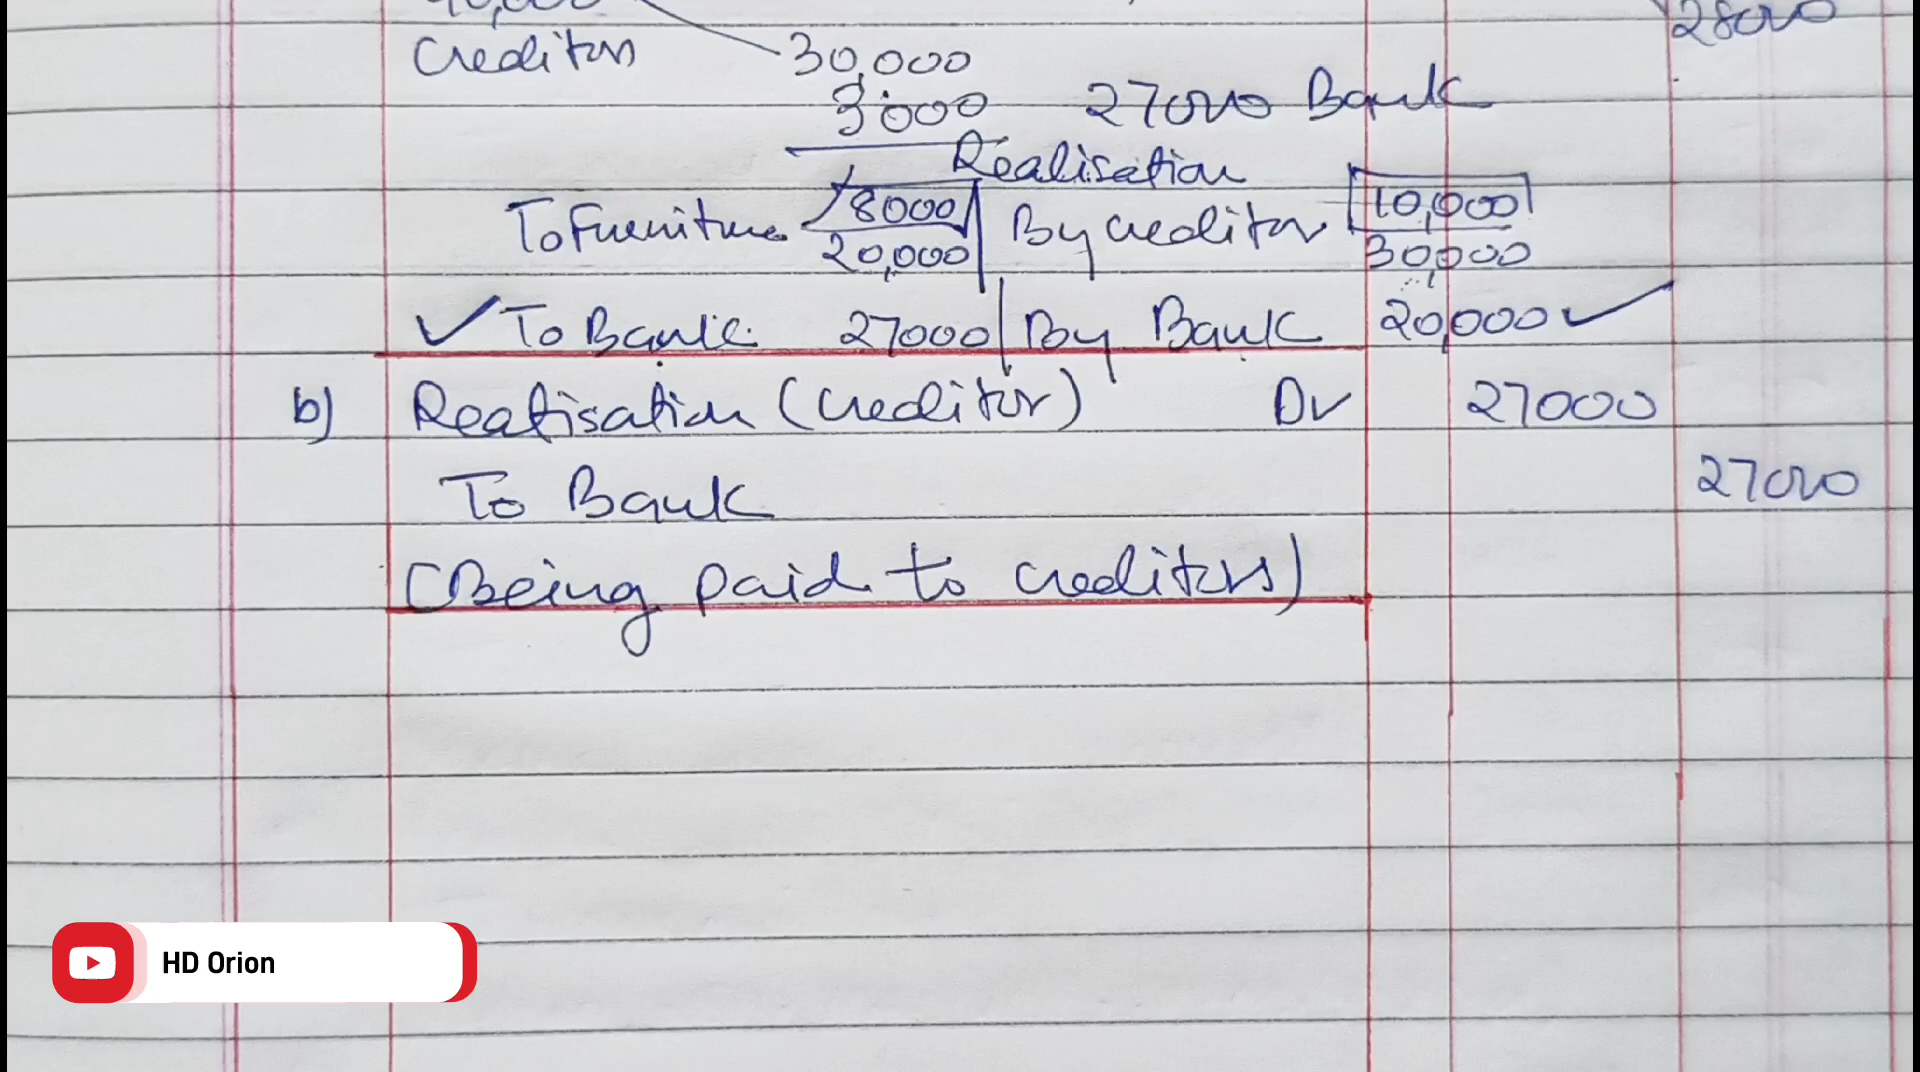 Creditors 30,000
3000 27000 Bank
Realisation
To Furniture 8000 By creditor 10,000
20,000 30,000
To Bank 27000 By Bank 20,000
b) Realisation (creditor) Dr 27000
To Bank 27000
(Being paid to creditors)
HD Orion